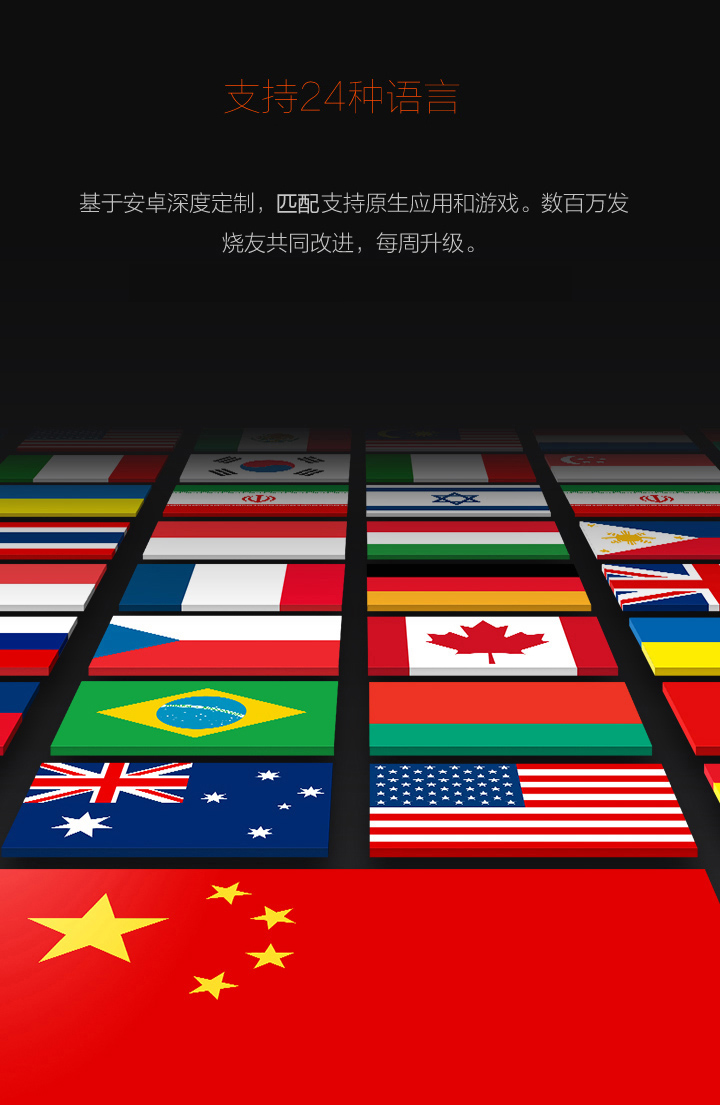 支持24种语言
基于安卓深度定制，匹配支持原生应用和游戏。数百万发
烧友共同改进，每周升级。